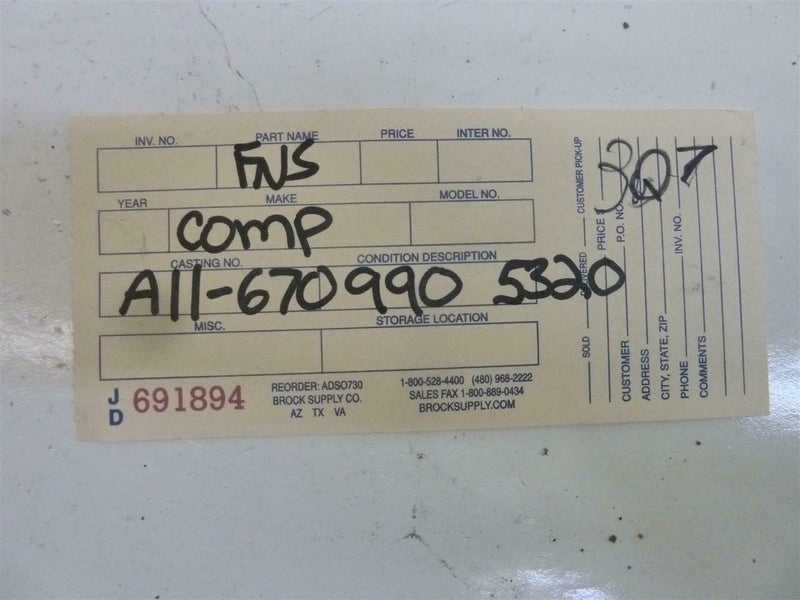 INV. NO. PART NAME PRICE INTER NO.
FNS
YEAR MAKE MODEL NO.
COMP
CASTING NO. CONDITION DESCRIPTION
A11-670990 5320
MISC. STORAGE LOCATION
JD 691894
REORDER: ADSO730
BROCK SUPPLY CO.
AZ TX VA
1-800-528-4400 (480) 968-2222
SALES FAX 1-800-889-0434
BROCKSUPPLY.COM
SOLD DELIVERED CUSTOMER PICK-UP
PRICE
CUSTOMER P.O. NO.
ADDRESS
CITY, STATE, ZIP
PHONE INV. NO.
COMMENTS
307